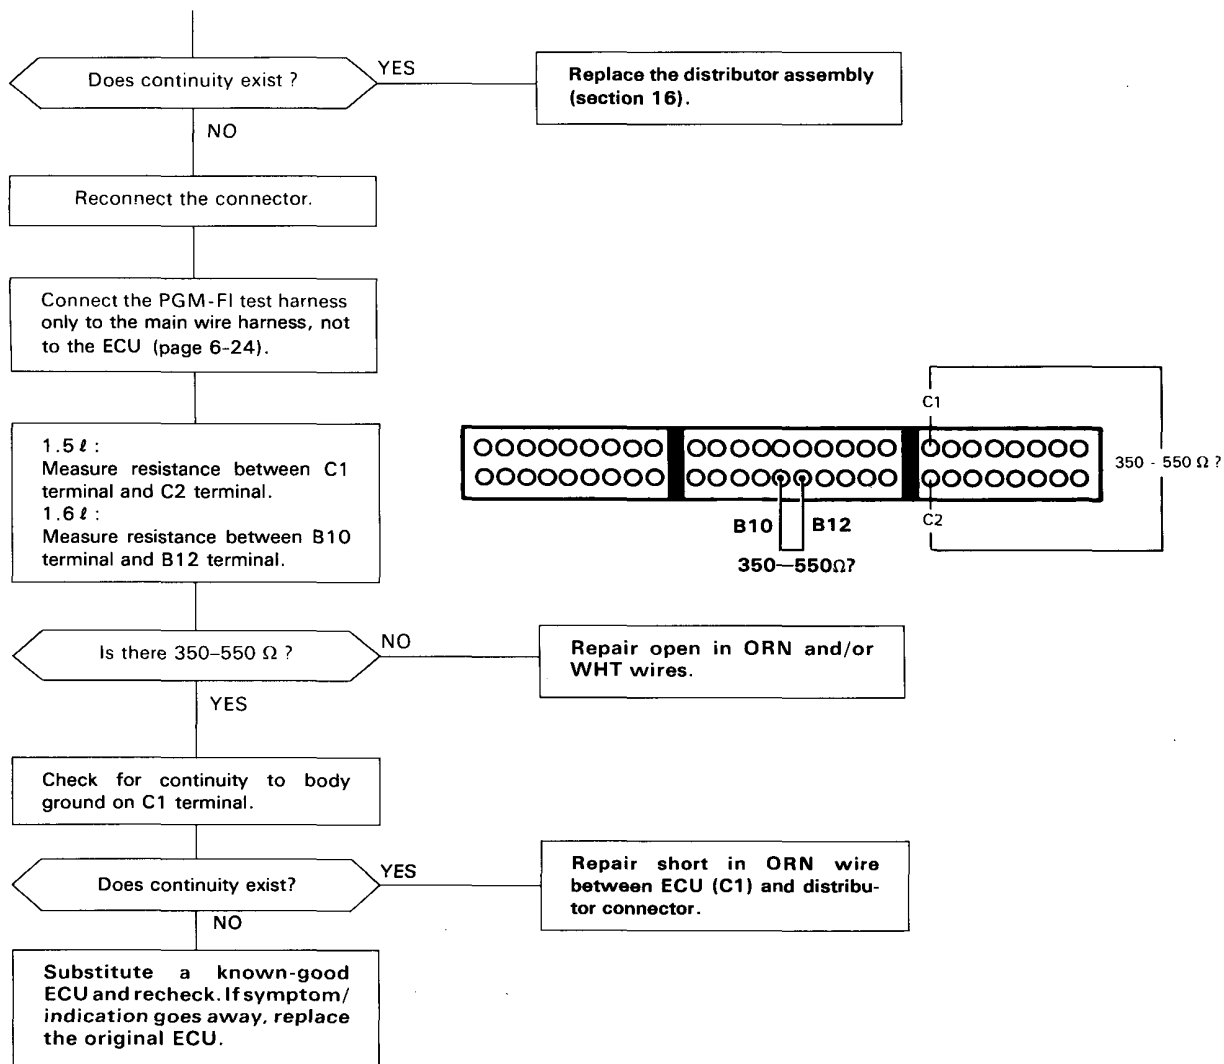 Does continuity exist ?
YES
Replace the distributor assembly
(section 16).
NO
Reconnect the connector.
Connect the PGM-FI test harness
only to the main wire harness, not
to the ECU (page 6-24).
1.5 ℓ :
Measure resistance between C1
terminal and C2 terminal.
1.6 ℓ :
Measure resistance between B10
terminal and B12 terminal.
C1
350 - 550 Ω ?
B10
B12
C2
350—550Ω?
Is there 350–550 Ω ?
NO
Repair open in ORN and/or
WHT wires.
YES
Check for continuity to body
ground on C1 terminal.
Does continuity exist?
YES
Repair short in ORN wire
between ECU (C1) and distribu-
tor connector.
NO
Substitute a known-good
ECU and recheck. If symptom/
indication goes away, replace
the original ECU.